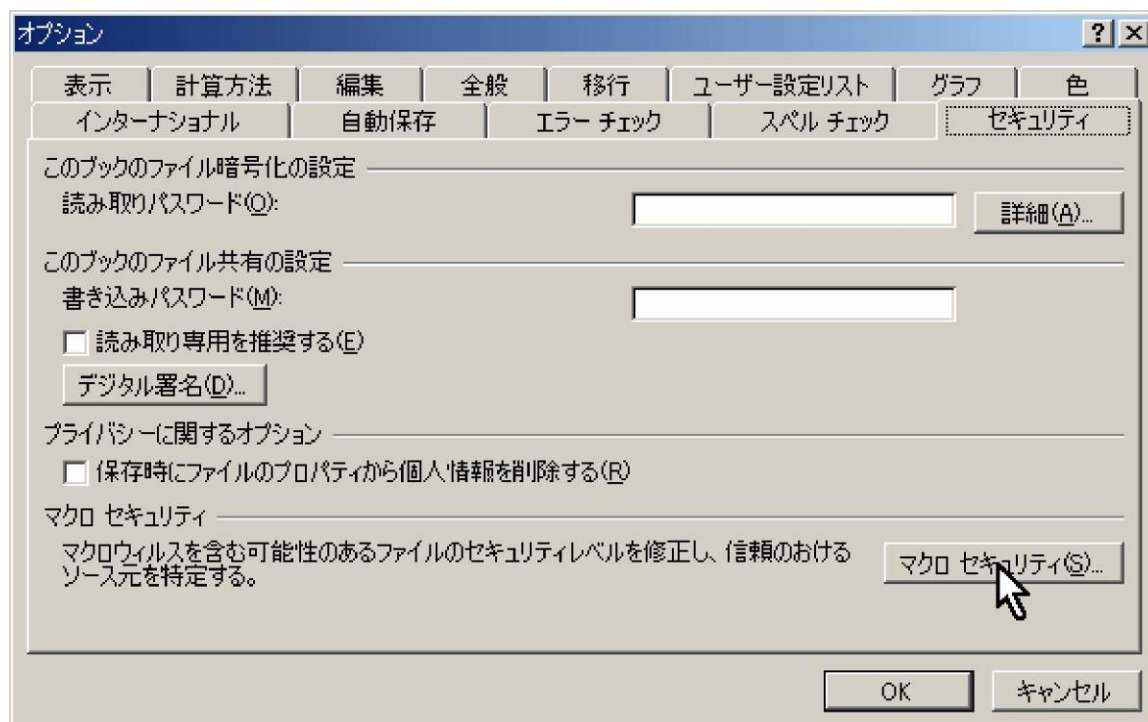 オプション
表示 計算方法 編集 全般 移行 ユーザー設定リスト グラフ 色
インターナショナル 自動保存 エラー チェック スペル チェック セキュリティ
このブックのファイル暗号化の設定
読み取りパスワード(O): 詳細(A)...
このブックのファイル共有の設定
書き込みパスワード(M):
読み取り専用を推奨する(E)
デジタル署名(D)...
プライバシーに関するオプション
保存時にファイルのプロパティから個人情報を削除する(R)
マクロ セキュリティ
マクロウィルスを含む可能性のあるファイルのセキュリティレベルを修正し、信頼のおける
ソース元を特定する。
マクロ セキュリティ(S)...
OK キャンセル